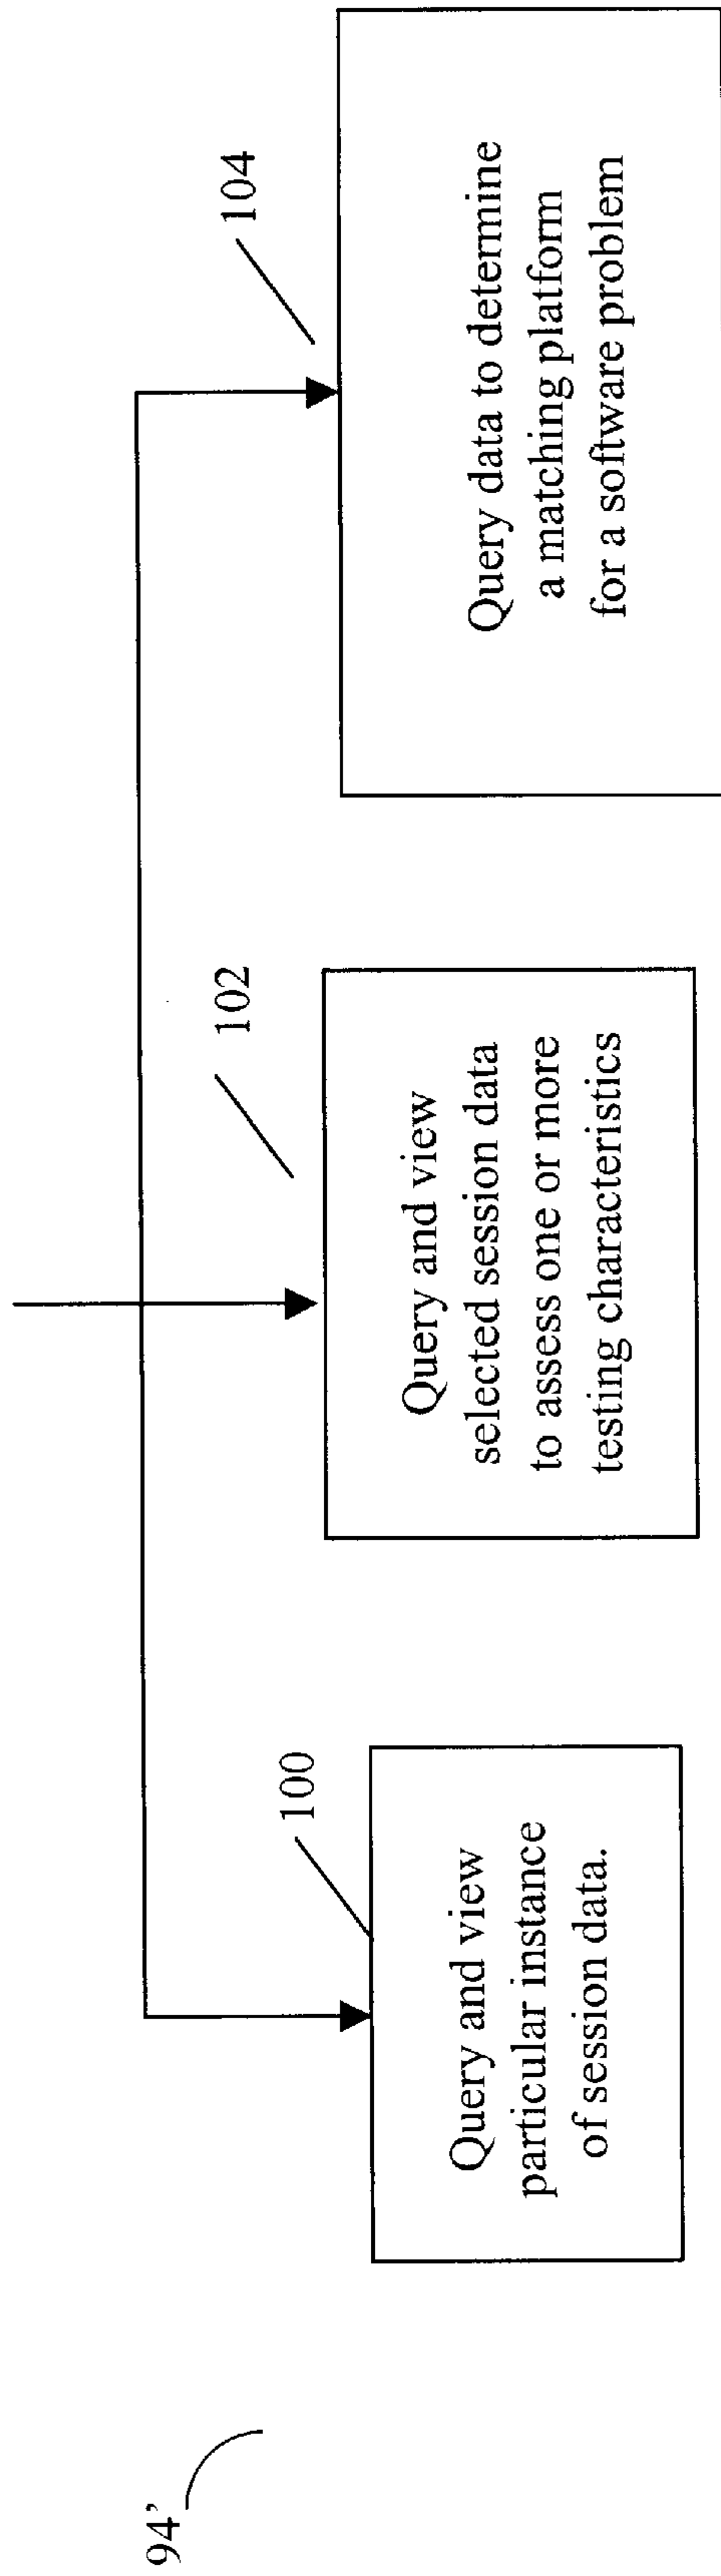 94’
100
Query and view
particular instance
of session data.
102
Query and view
selected session data
to assess one or more
testing characteristics
104
Query data to determine
a matching platform
for a software problem